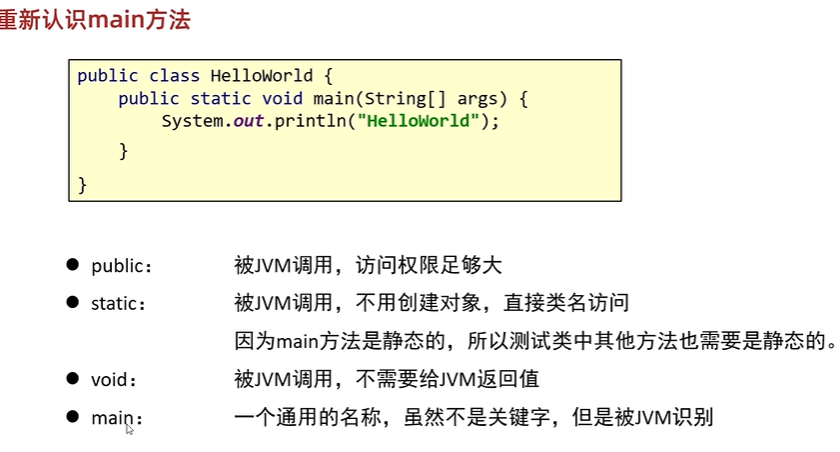 重新认识main方法
public class HelloWorld {
public static void main(String[] args) {
System.out.println("HelloWorld");
}
}
● public： 被JVM调用，访问权限足够大
● static： 被JVM调用，不用创建对象，直接类名访问
因为main方法是静态的，所以测试类中其他方法也需要是静态的。
● void： 被JVM调用，不需要给JVM返回值
● main： 一个通用的名称，虽然不是关键字，但是被JVM识别